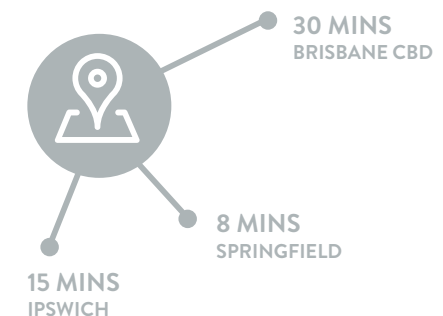 30 MINS
BRISBANE CBD
8 MINS
SPRINGFIELD
15 MINS
IPSWICH